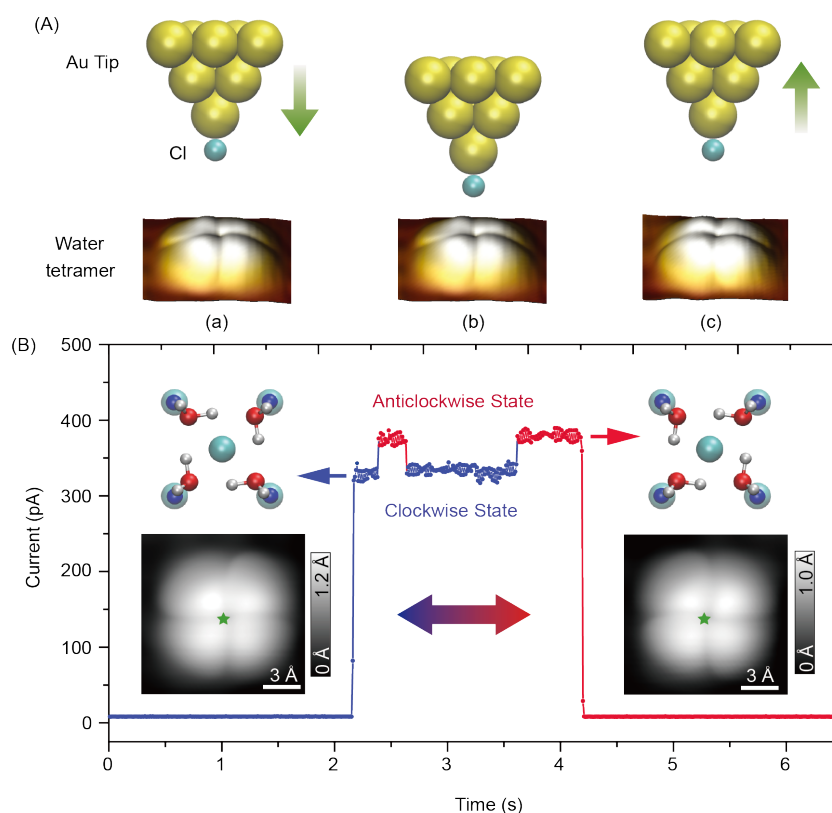 (A)
Au Tip
Cl
Water
tetramer
(a)
(b)
(c)
(B)
500
400
300
200
100
0
Current (pA)
Anticlockwise State
Clockwise State
1.2 Å
0 Å
3 Å
1.0 Å
0 Å
3 Å
0
1
2
3
4
5
6
Time (s)